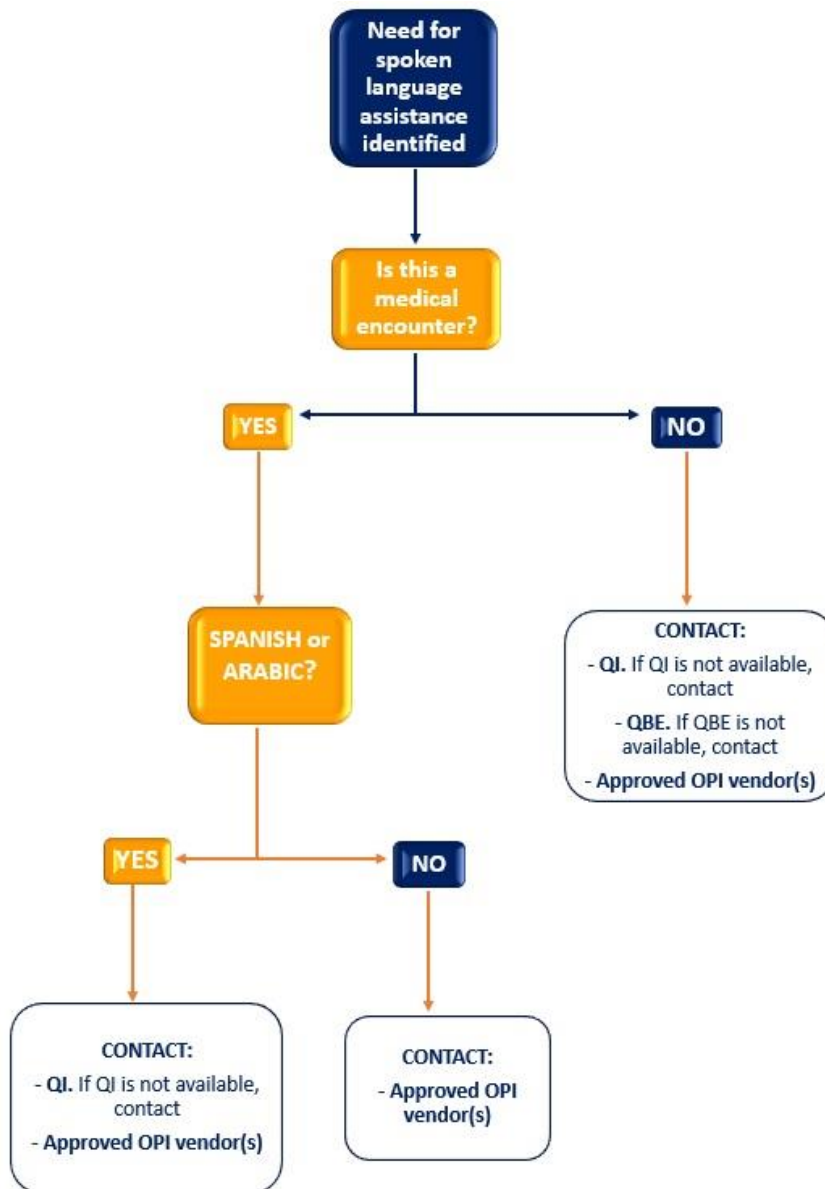 Need for
spoken
language
assistance
identified
Is this a
medical
encounter?
YES
NO
SPANISH or
ARABIC?
CONTACT:
- QI. If QI is not available,
contact
- QBE. If QBE is not
available, contact
- Approved OPI vendor(s)
YES
NO
CONTACT:
- QI. If QI is not available,
contact
- Approved OPI vendor(s)
CONTACT:
- Approved OPI
vendor(s)